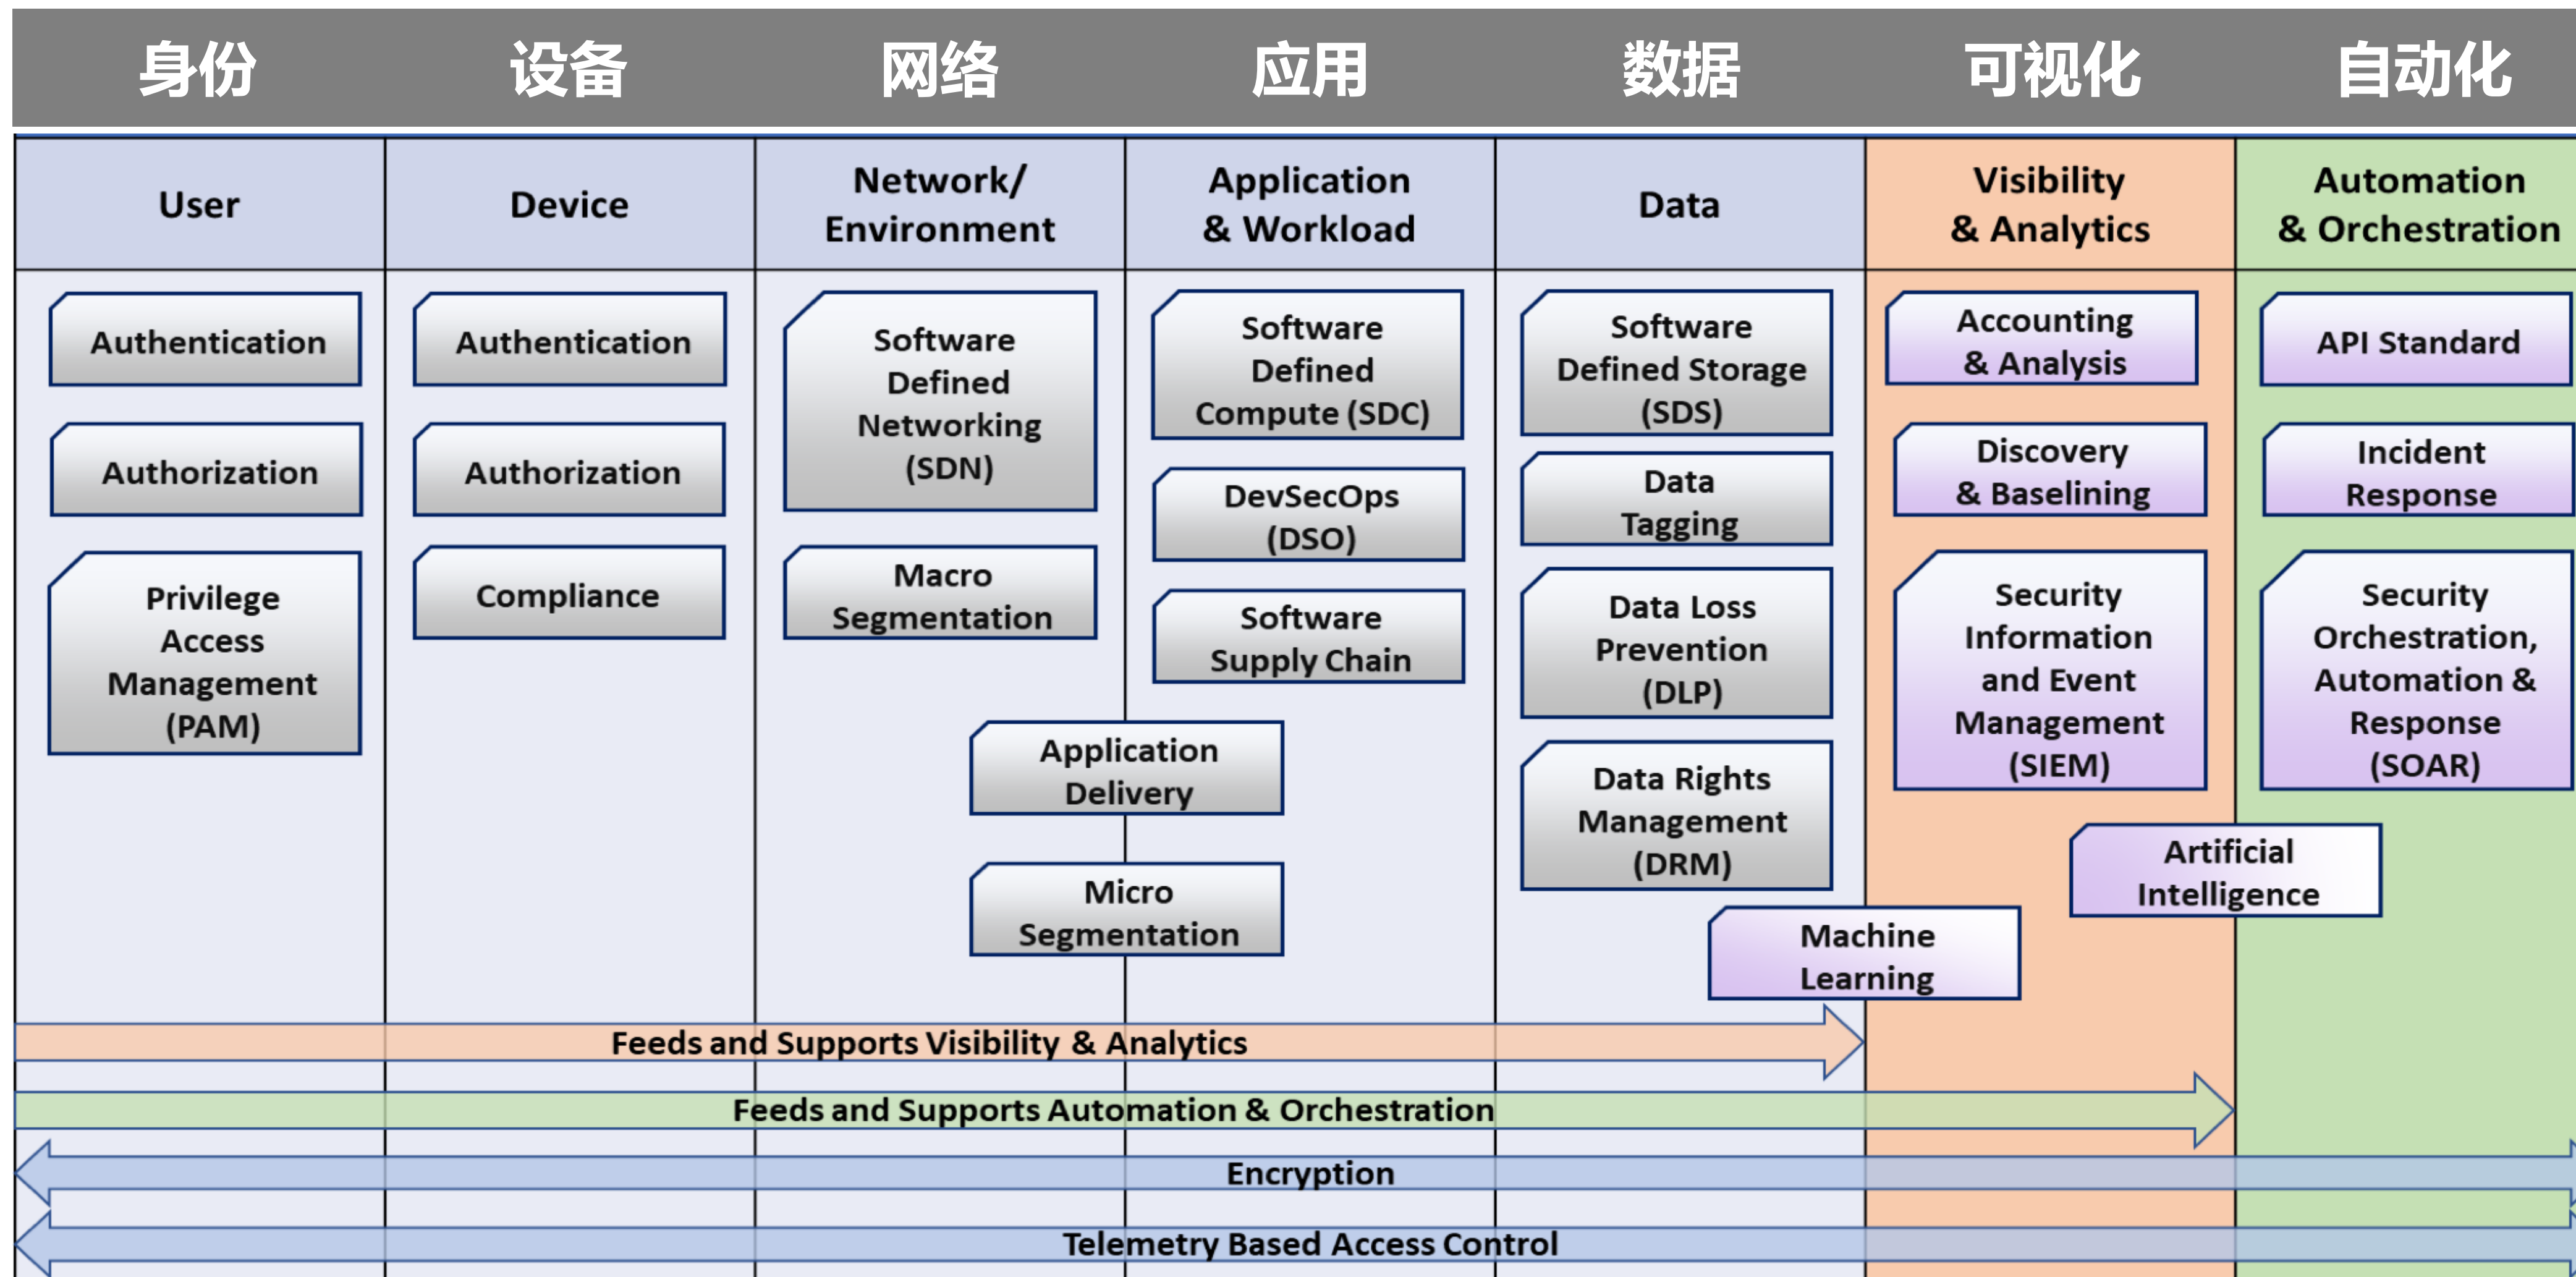 身份
设备
网络
应用
数据
可视化
自动化
User
Device
Network/
Environment
Application
& Workload
Data
Visibility
& Analytics
Automation
& Orchestration
Authentication
Authorization
Privilege
Access
Management
(PAM)
Authentication
Authorization
Compliance
Software
Defined
Networking
(SDN)
Macro
Segmentation
Software
Defined
Compute (SDC)
DevSecOps
(DSO)
Software
Supply Chain
Application
Delivery
Micro
Segmentation
Software
Defined Storage
(SDS)
Data
Tagging
Data Loss
Prevention
(DLP)
Data Rights
Management
(DRM)
Machine
Learning
Accounting
& Analysis
Discovery
& Baselining
Security
Information
and Event
Management
(SIEM)
Artificial
Intelligence
API Standard
Incident
Response
Security
Orchestration,
Automation &
Response
(SOAR)
Feeds and Supports Visibility & Analytics
Feeds and Supports Automation & Orchestration
Encryption
Telemetry Based Access Control